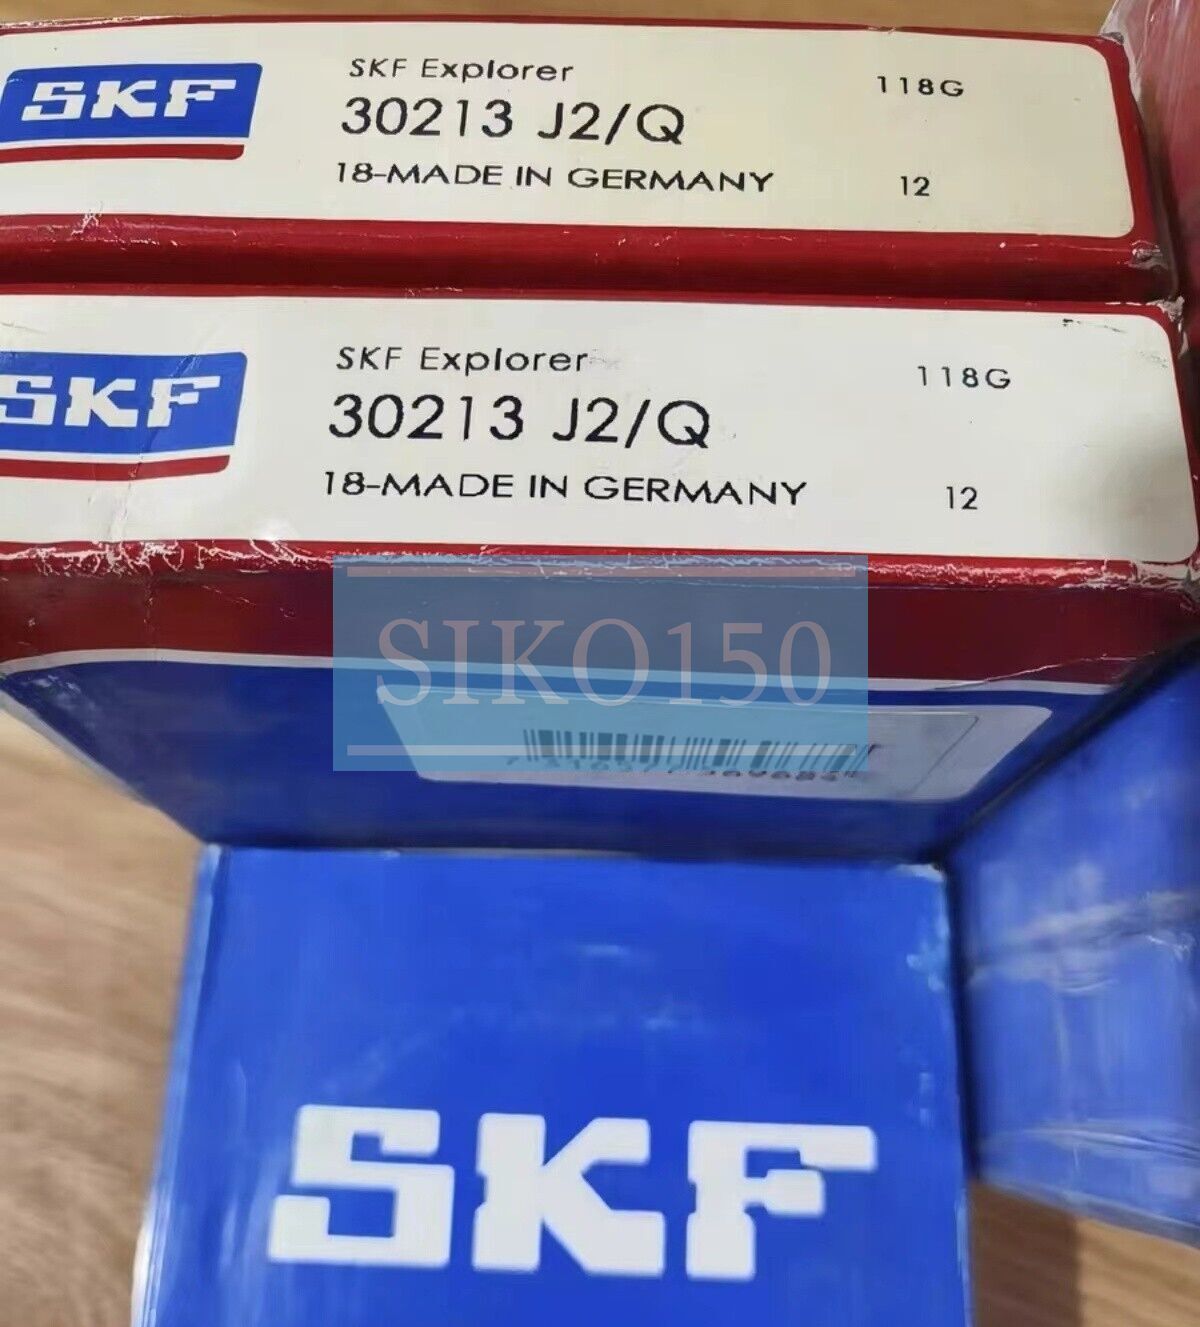 SKF
SKF Explorer
30213 J2/Q
18-MADE IN GERMANY
118G
12
SKF
SKF Explorer
30213 J2/Q
18-MADE IN GERMANY
118G
12
SIKO150
SKF